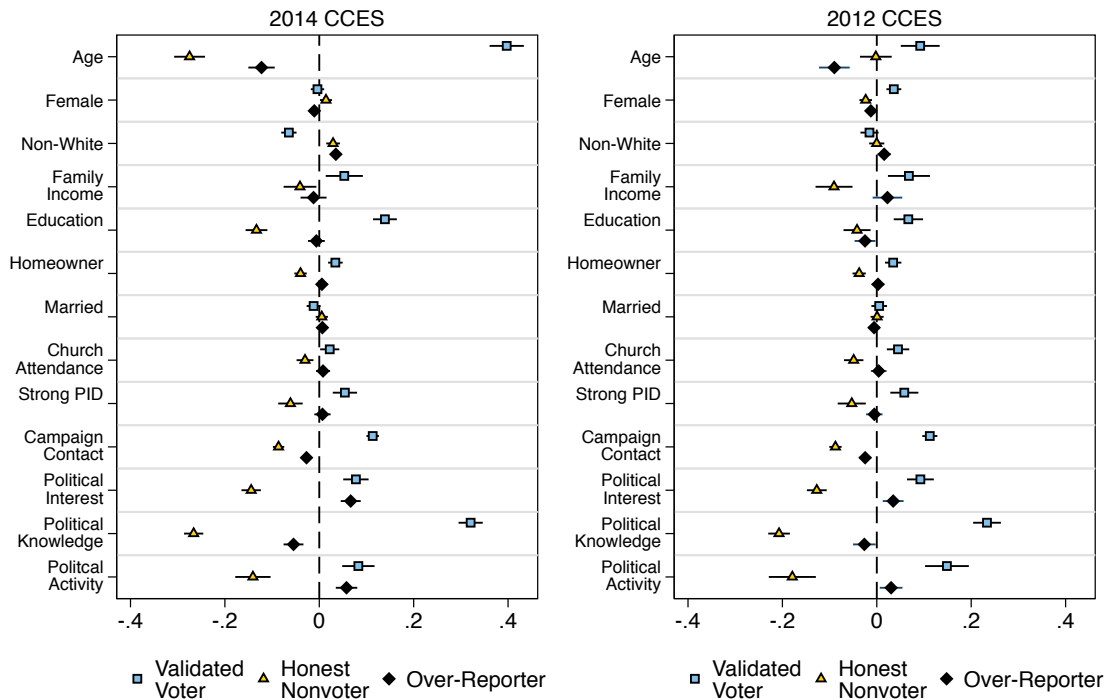 2014 CCES
Age
Female
Non-White
Family
Income
Education
Homeowner
Married
Church
Attendance
Strong PID
Campaign
Contact
Political
Interest
Political
Knowledge
Politcal
Activity
-.4 -.2 0 .2 .4
Validated
Voter
Honest
Nonvoter
Over-Reporter
2012 CCES
Age
Female
Non-White
Family
Income
Education
Homeowner
Married
Church
Attendance
Strong PID
Campaign
Contact
Political
Interest
Political
Knowledge
Politcal
Activity
-.4 -.2 0 .2 .4
Validated
Voter
Honest
Nonvoter
Over-Reporter